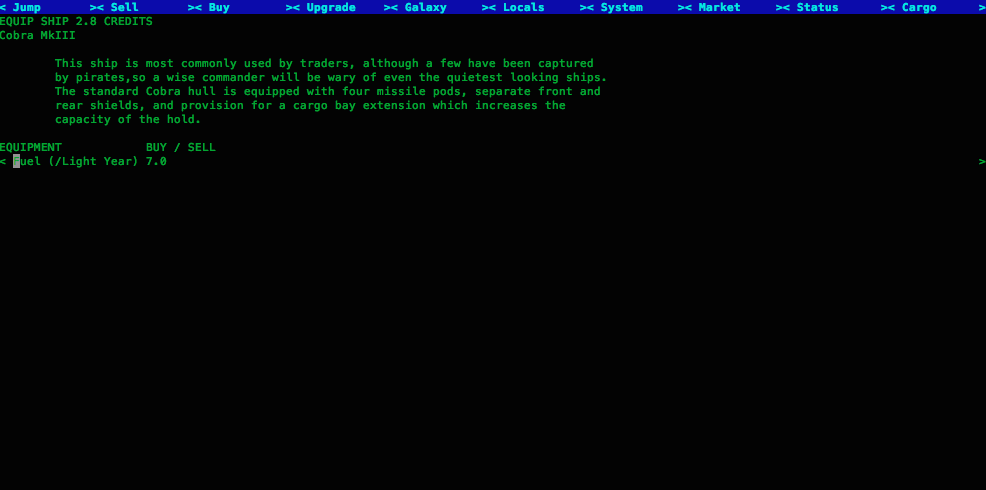 < Jump >< Sell >< Buy >< Upgrade >< Galaxy >< Locals >< System >< Market >< Status >< Cargo >
EQUIP SHIP 2.8 CREDITS
Cobra MkIII
This ship is most commonly used by traders, although a few have been captured
by pirates,so a wise commander will be wary of even the quietest looking ships.
The standard Cobra hull is equipped with four missile pods, separate front and
rear shields, and provision for a cargo bay extension which increases the
capacity of the hold.
EQUIPMENT BUY / SELL
< Fuel (/Light Year) 7.0 >